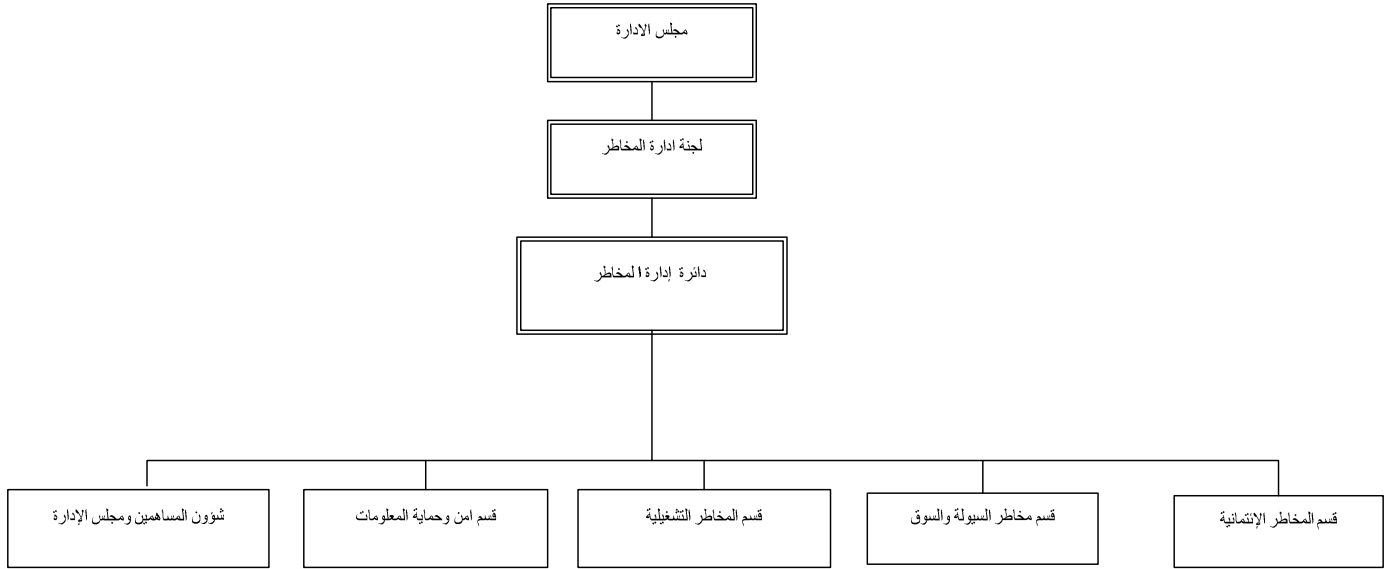 مجلس الادارة
لجنة ادارة المخاطر
دائرة إدارة المخاطر
قسم المخاطر الإئتمانية
قسم مخاطر السيولة والسوق
قسم المخاطر التشغيلية
قسم امن وحماية المعلومات
شؤون المساهمين ومجلس الإدارة